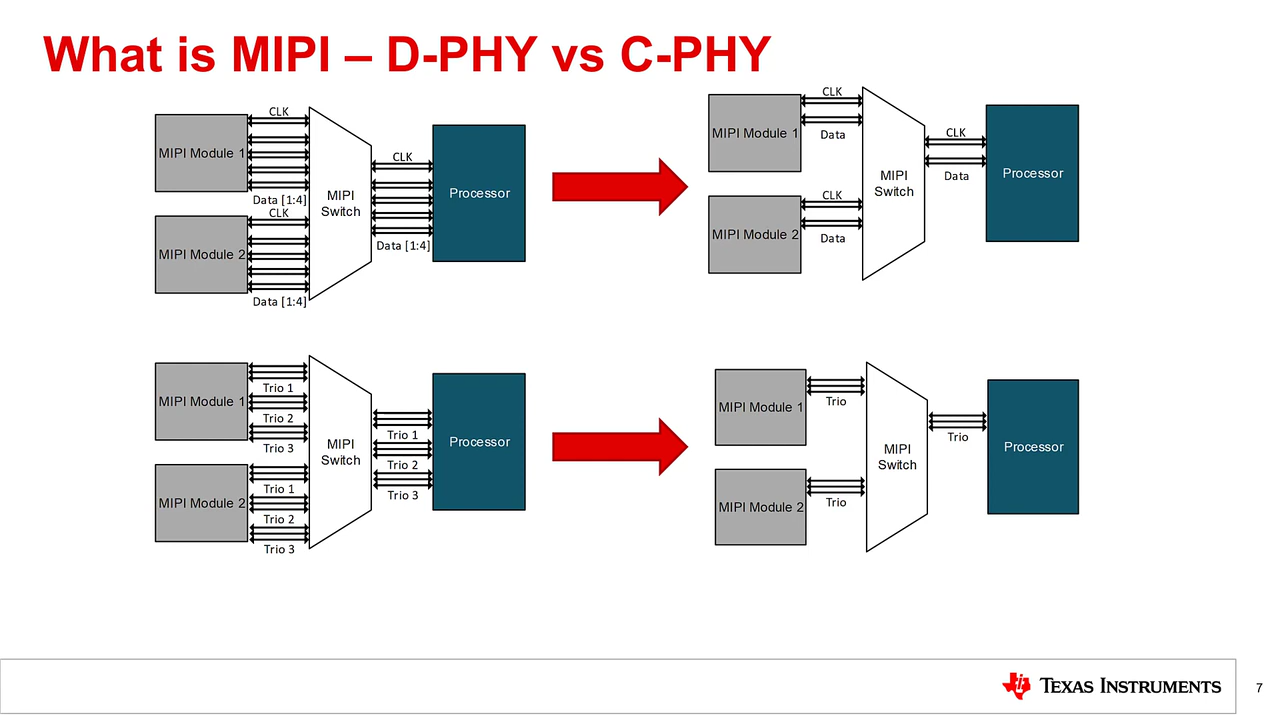 What is MIPI – D-PHY vs C-PHY
CLK
MIPI Module 1
Data [1:4]
CLK
MIPI Module 2
Data [1:4]
MIPI
Switch
CLK
Data [1:4]
Processor
CLK
MIPI Module 1
Data
CLK
MIPI Module 2
Data
MIPI
Switch
CLK
Data
Processor
MIPI Module 1
Trio 1
Trio 2
Trio 3
MIPI Module 2
Trio 1
Trio 2
Trio 3
MIPI
Switch
Trio 1
Trio 2
Trio 3
Processor
MIPI Module 1
Trio
MIPI Module 2
Trio
MIPI
Switch
Trio
Processor
TEXAS INSTRUMENTS
7